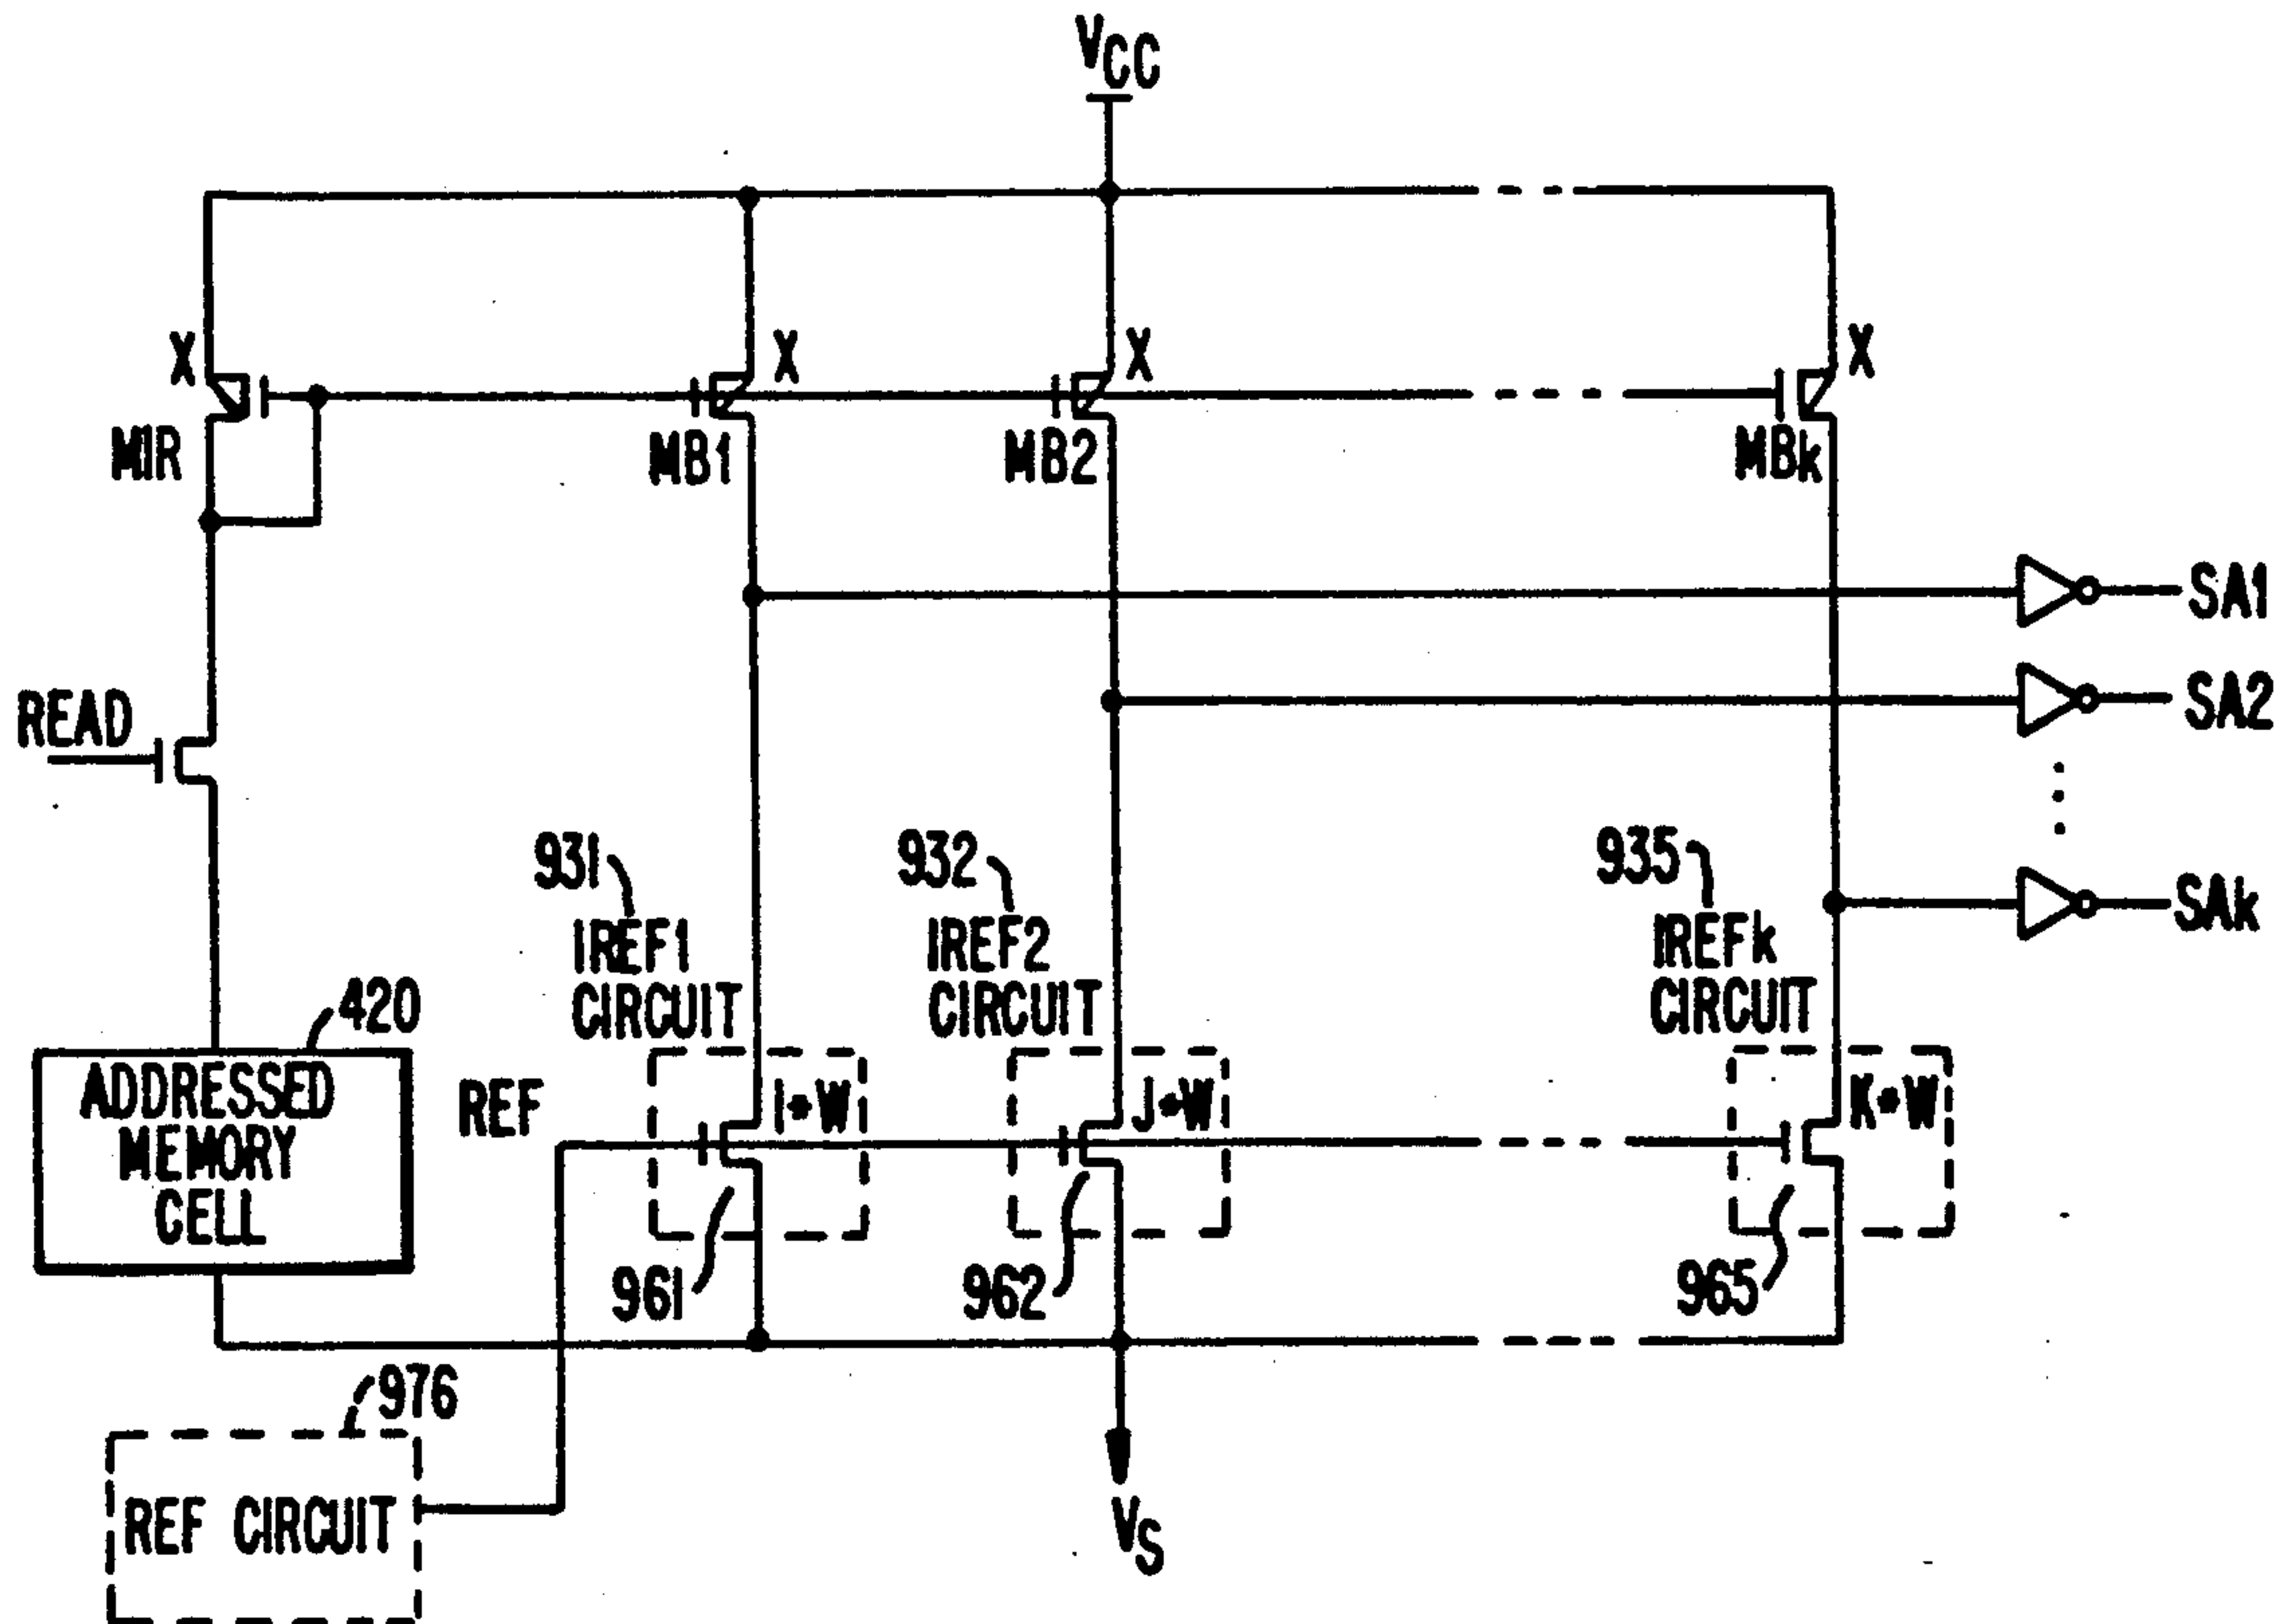 VCC
X
X
X
X
MIR
MB1
MB2
MBk
SA1
READ
SA2
931
932
935
IREF1
CIRCUIT
IREF2
CIRCUIT
IREFk
CIRCUIT
SAk
420
ADDRESSED
MEMORY
CELL
REF
I*W
J*W
K*W
961
962
965
976
REF CIRCUIT
VS